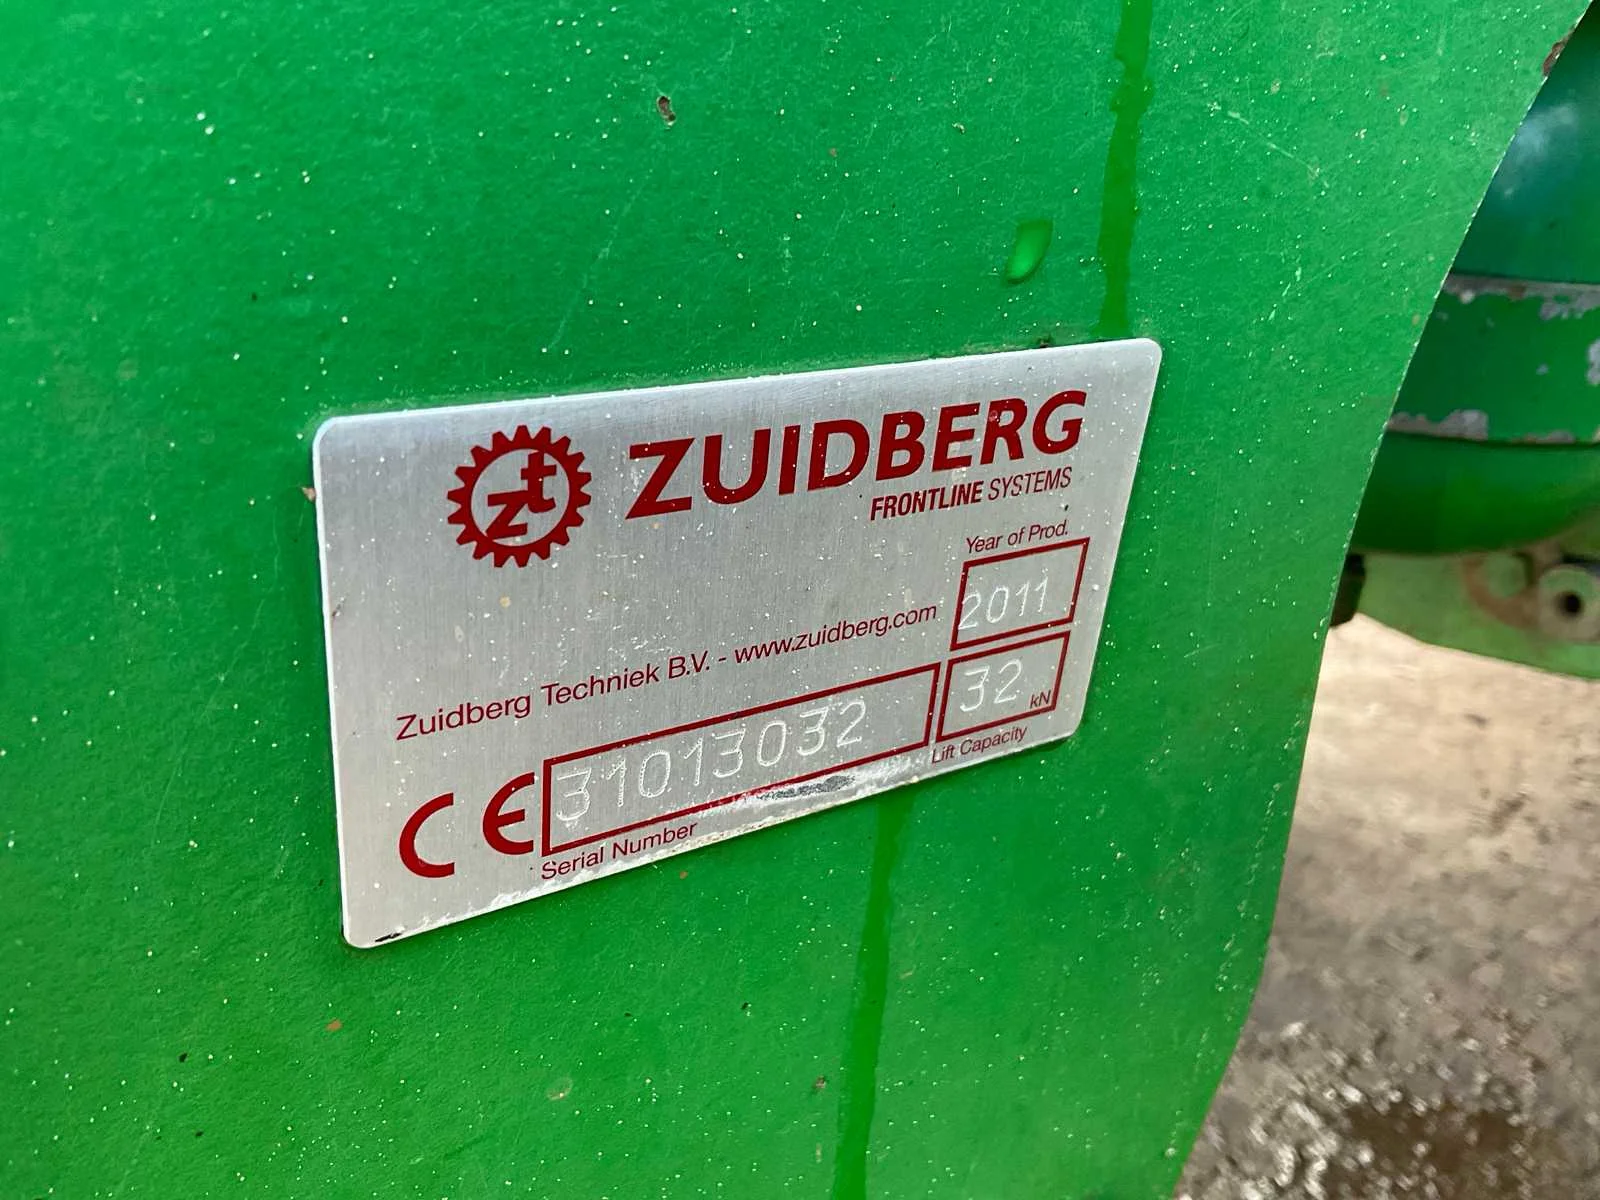 zt ZUIDBERG
FRONTLINE SYSTEMS
Year of Prod.
2011
Zuidberg Techniek B.V. - www.zuidberg.com
32 kN
Lift Capacity
CE 31013032
Serial Number